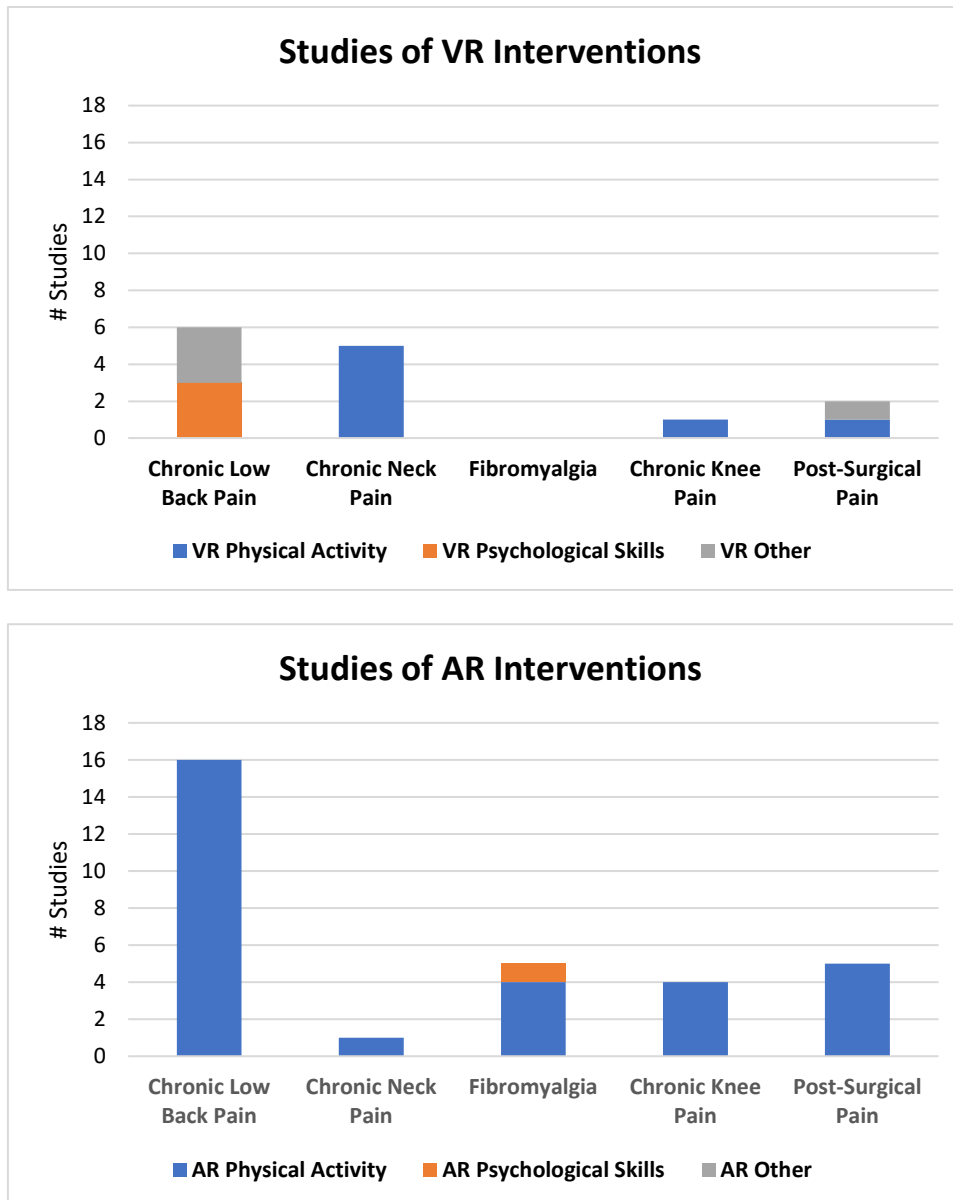 Studies of VR Interventions
18
16
14
12
10
8
6
4
2
0
# Studies
Chronic Low Back Pain
Chronic Neck Pain
Fibromyalgia
Chronic Knee Pain
Post-Surgical Pain
VR Physical Activity
VR Psychological Skills
VR Other
Studies of AR Interventions
18
16
14
12
10
8
6
4
2
0
# Studies
Chronic Low Back Pain
Chronic Neck Pain
Fibromyalgia
Chronic Knee Pain
Post-Surgical Pain
AR Physical Activity
AR Psychological Skills
AR Other